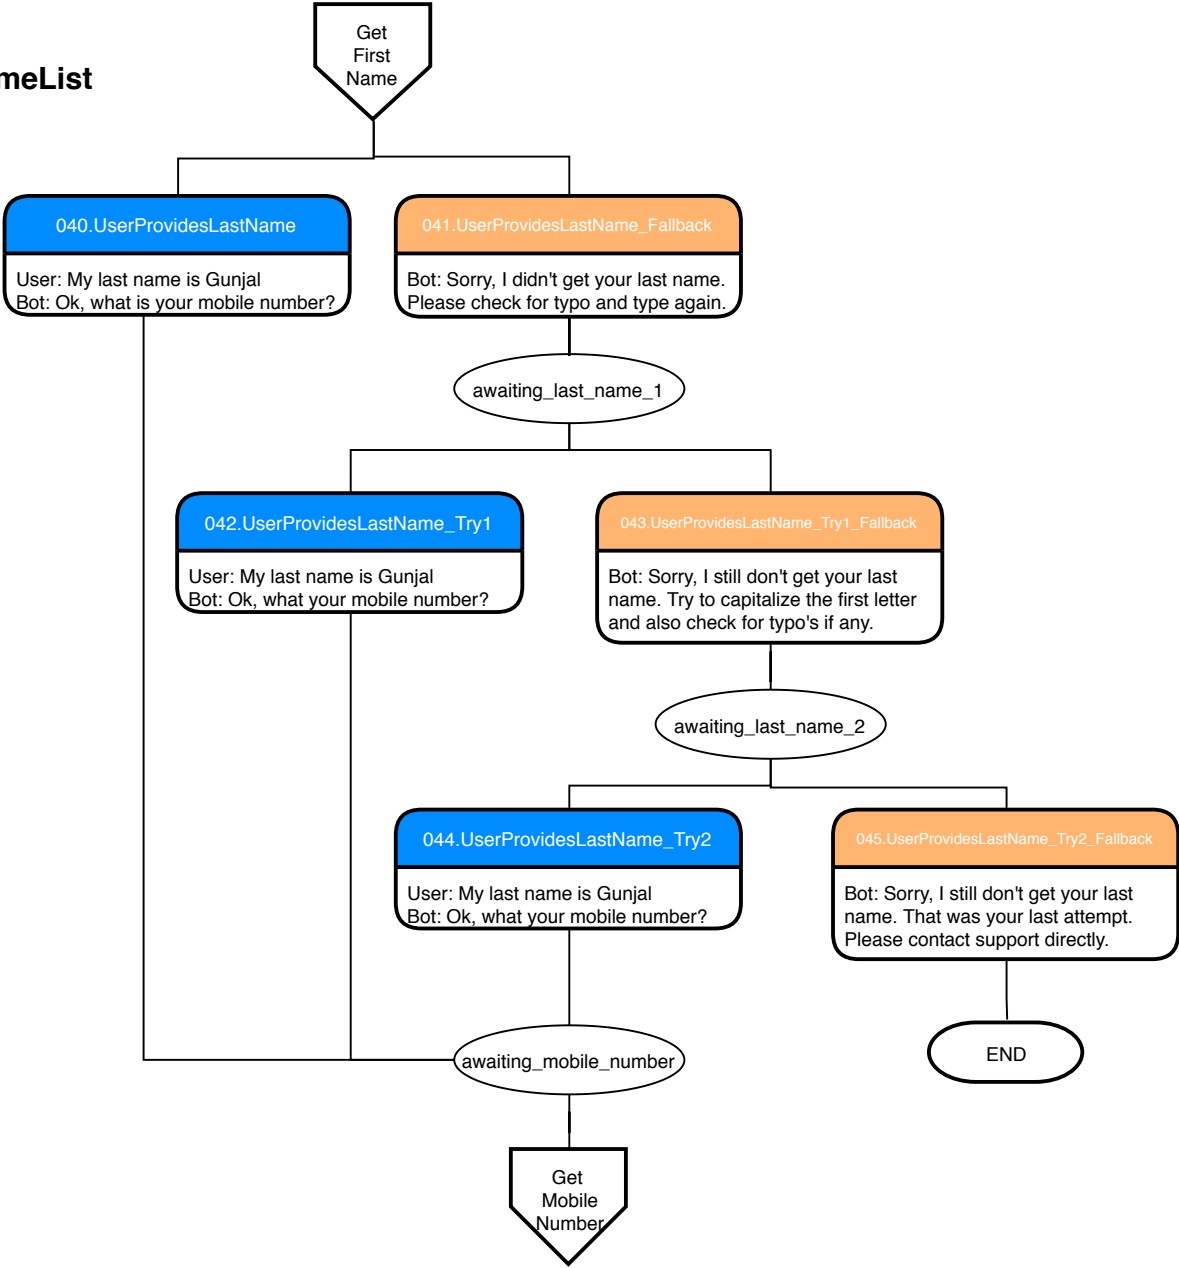 Get
First
Name
meList
040.UserProvidesLastName
User: My last name is Gunjal
Bot: Ok, what is your mobile number?
041.UserProvidesLastName_Fallback
Bot: Sorry, I didn't get your last name.
Please check for typo and type again.
awaiting_last_name_1
042.UserProvidesLastName_Try1
User: My last name is Gunjal
Bot: Ok, what your mobile number?
043.UserProvidesLastName_Try1_Fallback
Bot: Sorry, I still don't get your last
name. Try to capitalize the first letter
and also check for typo's if any.
awaiting_last_name_2
044.UserProvidesLastName_Try2
User: My last name is Gunjal
Bot: Ok, what your mobile number?
045.UserProvidesLastName_Try2_Fallback
Bot: Sorry, I still don't get your last
name. That was your last attempt.
Please contact support directly.
END
awaiting_mobile_number
Get
Mobile
Number